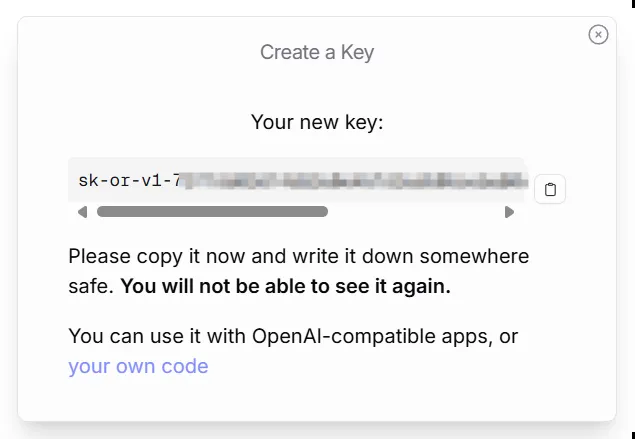 Create a Key
Your new key:
sk-or-v1-7
Please copy it now and write it down somewhere
safe. You will not be able to see it again.
You can use it with OpenAI-compatible apps, or
your own code